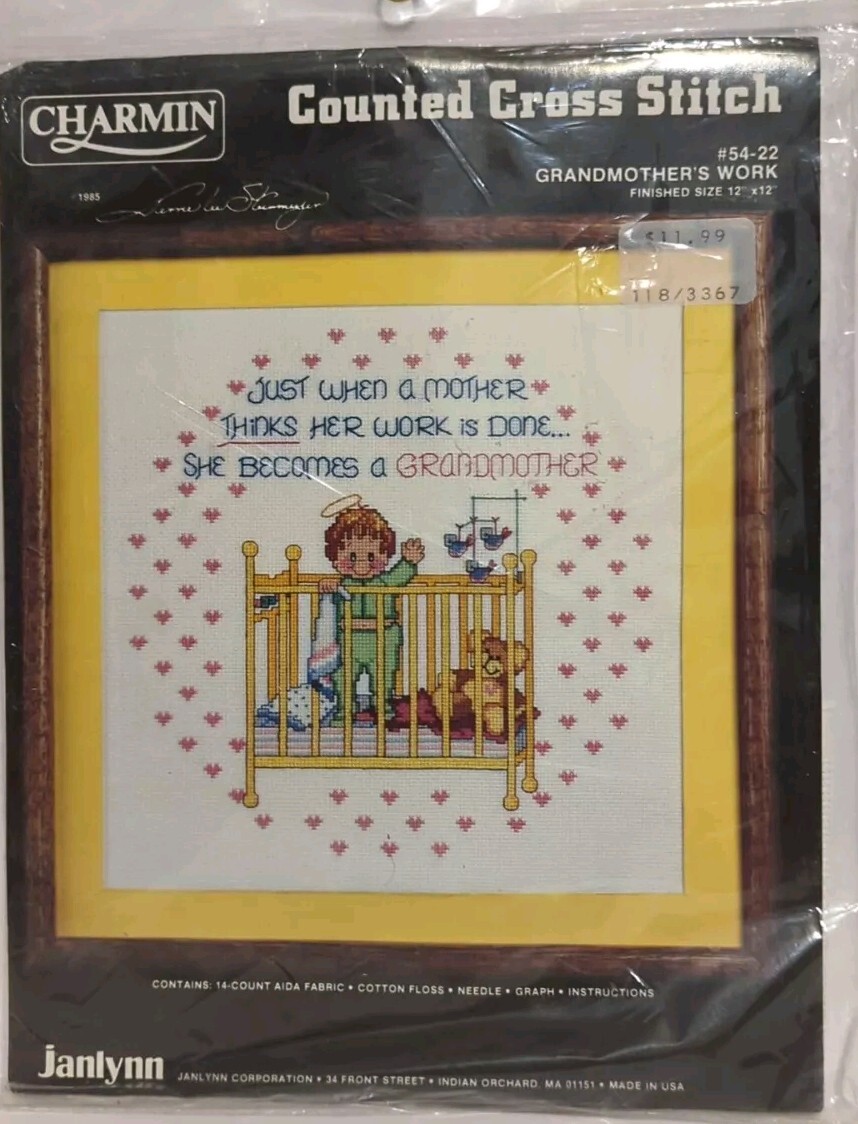 CHARMIN
Counted Cross Stitch
#54-22
GRANDMOTHER'S WORK
FINISHED SIZE 12" x12"
1985
$11.99
118/3367
JUST WHEN A MOTHER
THINKS HER WORK IS DONE...
SHE BECOMES A GRANDMOTHER
CONTAINS: 14-COUNT AIDA FABRIC • COTTON FLOSS • NEEDLE • GRAPH • INSTRUCTIONS
janlynn
JANLYNN CORPORATION • 34 FRONT STREET • INDIAN ORCHARD, MA 01151 • MADE IN USA